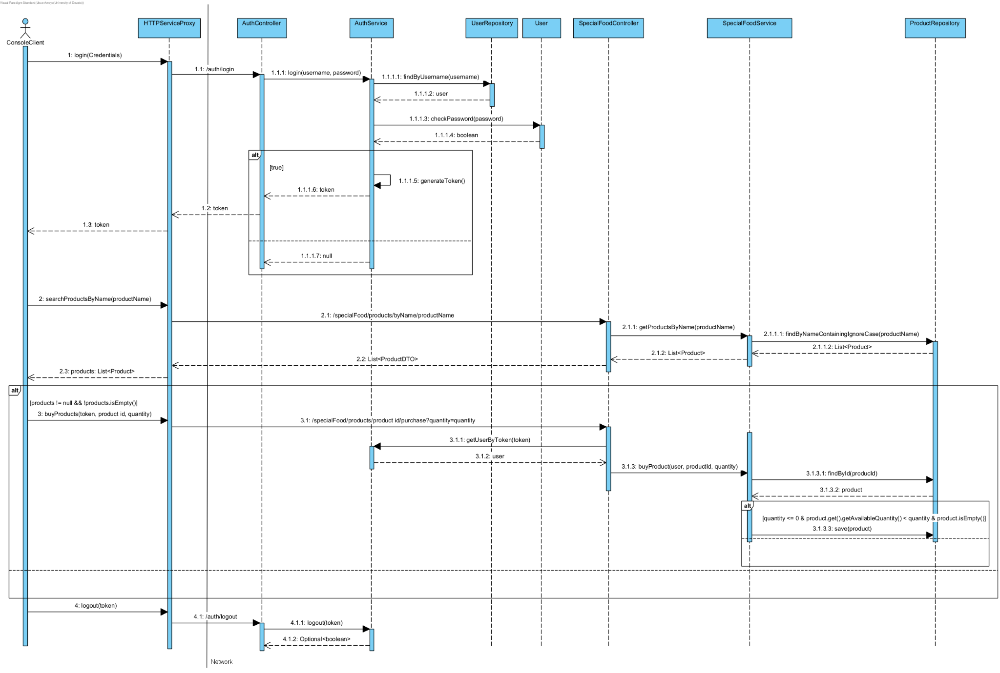 Visual Paradigm Standard(Uxue Arroyo(University of Deusto))
ConsoleClient
HTTPServiceProxy
AuthController
AuthService
UserRepository
User
SpecialFoodController
SpecialFoodService
ProductRepository
1: login(Credentials)
1.1: /auth/login
1.1.1: login(username, password)
1.1.1.1: findByUsername(username)
1.1.1.2: user
1.1.1.3: checkPassword(password)
1.1.1.4: boolean
alt
[true]
1.1.1.5: generateToken()
1.1.1.6: token
1.2: token
1.3: token
1.1.1.7: null
2: searchProductsByName(productName)
2.1: /specialFood/products/byName/productName
2.1.1: getProductsByName(productName)
2.1.1.1: findByNameContainingIgnoreCase(productName)
2.1.1.2: List<Product>
2.1.2: List<Product>
2.2: List<ProductDTO>
2.3: products: List<Product>
alt
[products != null && !products.isEmpty()]
3: buyProducts(token, product id, quantity)
3.1: /specialFood/products/product id/purchase?quantity=quantity
3.1.1: getUserByToken(token)
3.1.2: user
3.1.3: buyProduct(user, productId, quantity)
3.1.3.1: findById(producId)
3.1.3.2: product
alt
[quantity <= 0 & product.get().getAvailableQuantity() < quantity & product.isEmpty()]
3.1.3.3: save(product)
4: logout(token)
4.1: /auth/logout
4.1.1: logout(token)
4.1.2: Optional<boolean>
Network